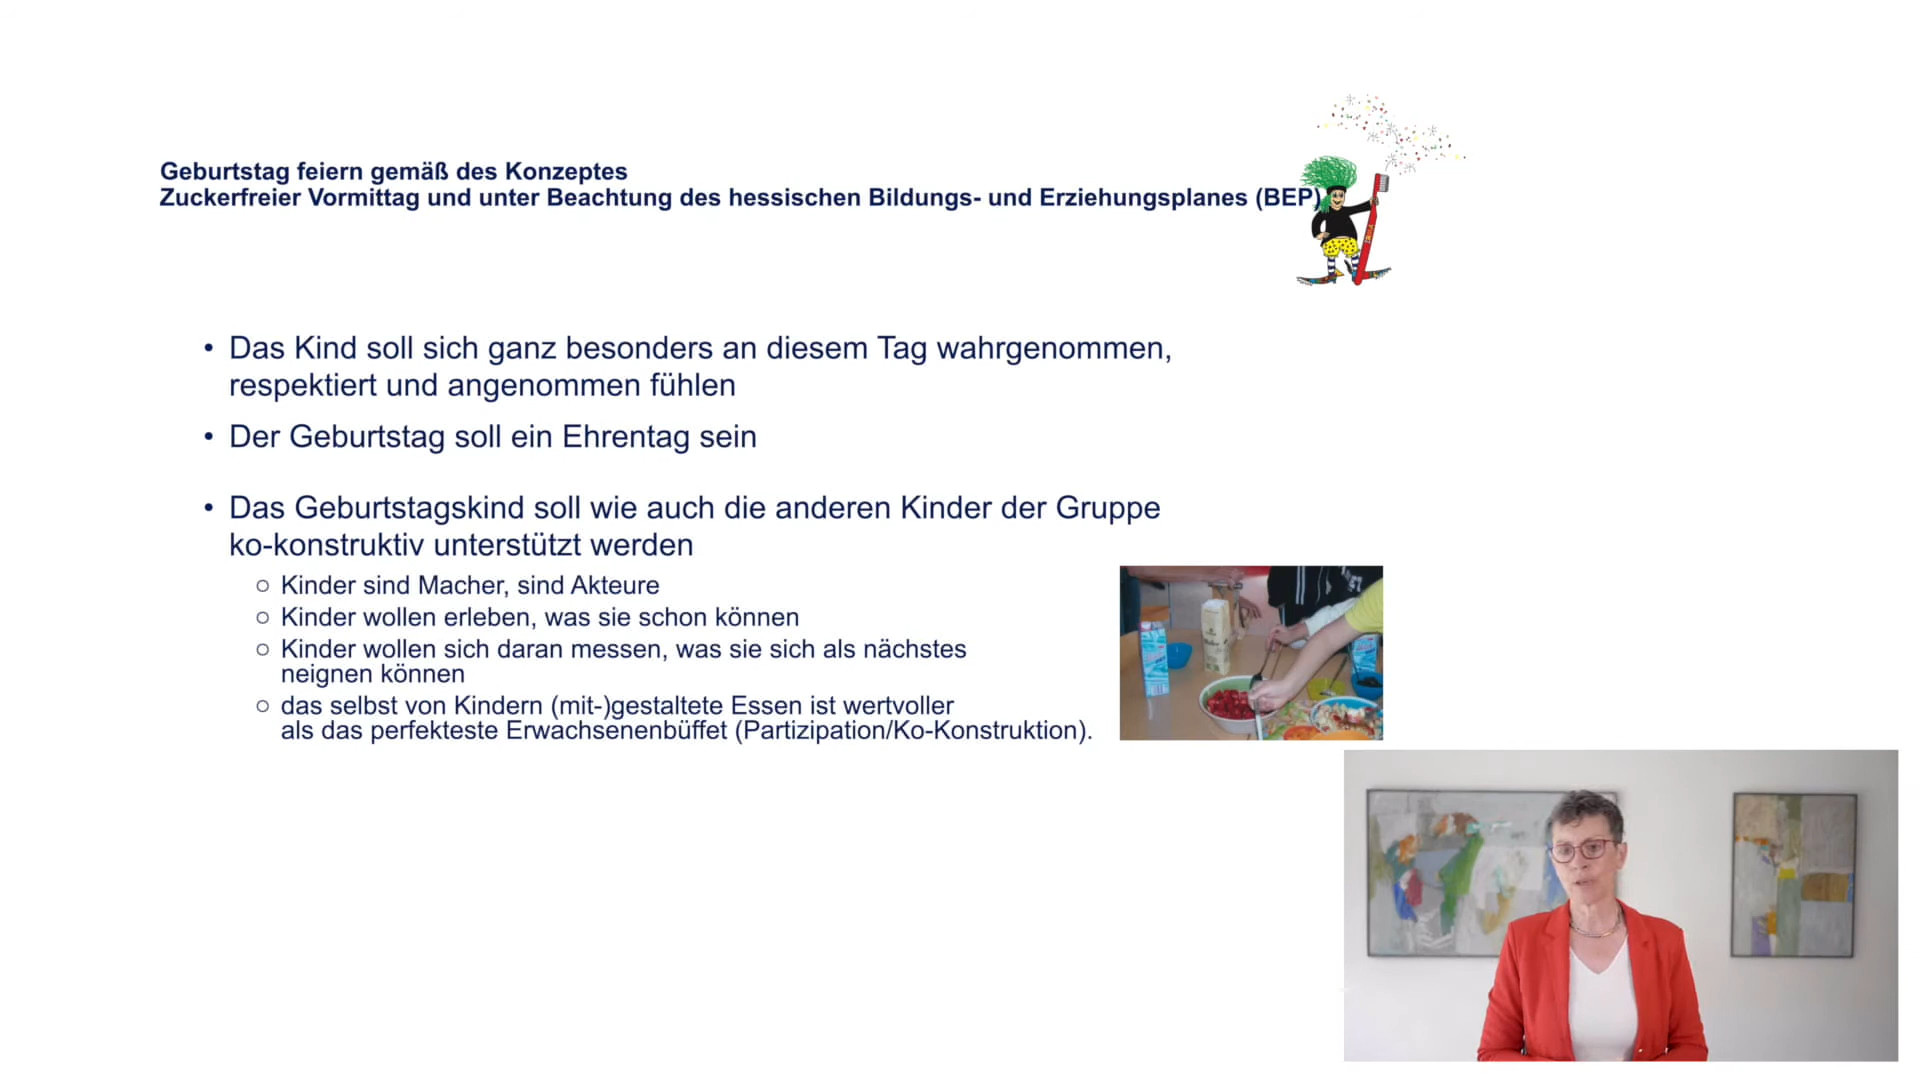 Geburtstag feiern gemäß des Konzeptes
Zuckerfreier Vormittag und unter Beachtung des hessischen Bildungs- und Erziehungsplanes (BEP)
• Das Kind soll sich ganz besonders an diesem Tag wahrgenommen,
respektiert und angenommen fühlen
• Der Geburtstag soll ein Ehrentag sein
• Das Geburtstagskind soll wie auch die anderen Kinder der Gruppe
ko-konstruktiv unterstützt werden
○ Kinder sind Macher, sind Akteure
○ Kinder wollen erleben, was sie schon können
○ Kinder wollen sich daran messen, was sie sich als nächstes
neignen können
○ das selbst von Kindern (mit-)gestaltete Essen ist wertvoller
als das perfekteste Erwachsenenbüffet (Partizipation/Ko-Konstruktion).